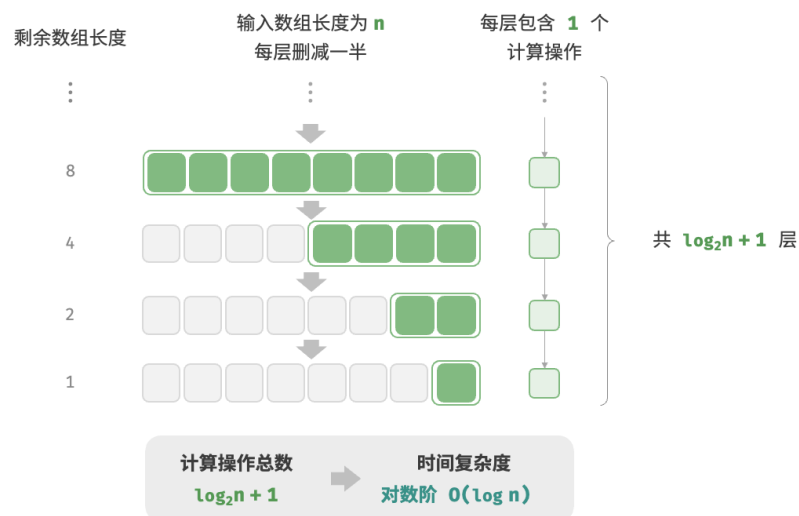 剩余数组长度
输入数组长度为 n
每层删减一半
每层包含 1 个
计算操作
8
4
2
1
共 log₂n + 1 层
计算操作总数
log₂n + 1
时间复杂度
对数阶 O(log n)